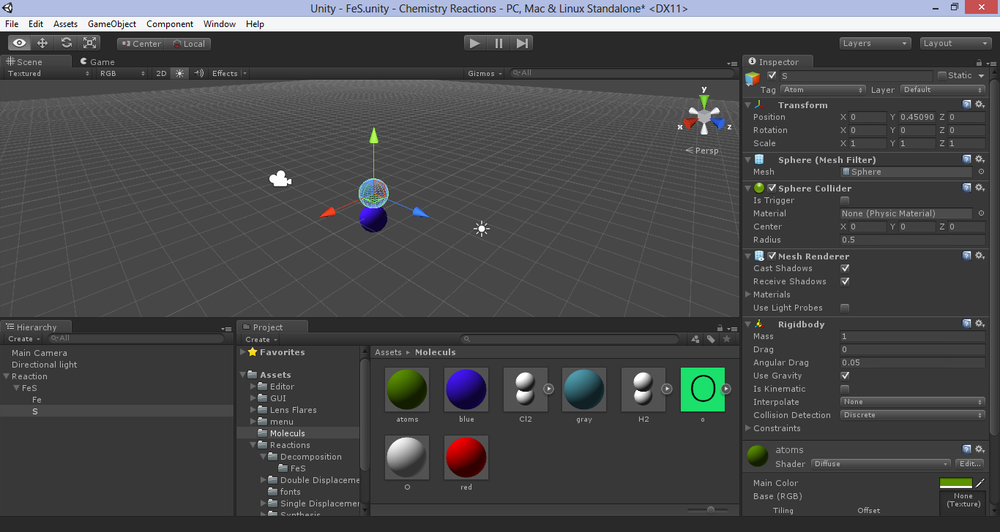 Unity - FeS.unity - Chemistry Reactions - PC, Mac & Linux Standalone* <DX11>
File Edit Assets GameObject Component Window Help
Center Local
Layers Layout
Scene Game
Textured RGB 2D Effects Gizmos All
y
x z
Persp
Inspector
S Static
Tag Atom Layer Default
Transform
Position X 0 Y 0.45090 Z 0
Rotation X 0 Y 0 Z 0
Scale X 1 Y 1 Z 1
Sphere (Mesh Filter)
Mesh Sphere
Sphere Collider
Is Trigger
Material None (Physic Material)
Center X 0 Y 0 Z 0
Radius 0.5
Mesh Renderer
Cast Shadows
Receive Shadows
Materials
Use Light Probes
Rigidbody
Mass 1
Drag 0
Angular Drag 0.05
Use Gravity
Is Kinematic
Interpolate None
Collision Detection Discrete
Constraints
atoms
Shader Diffuse Edit...
Main Color
Base (RGB) None
(Texture)
Tiling Offset
Hierarchy
Create All
Main Camera
Directional light
Reaction
FeS
Fe
S
Project
Create
Favorites
Assets
Editor
GUI
Lens Flares
menu
Moleculs
Reactions
Decomposition
FeS
Double Displaceme
fonts
Single Displacemer
Synthesis
Assets Moleculs
O
atoms blue Cl2 gray H2 o
O red